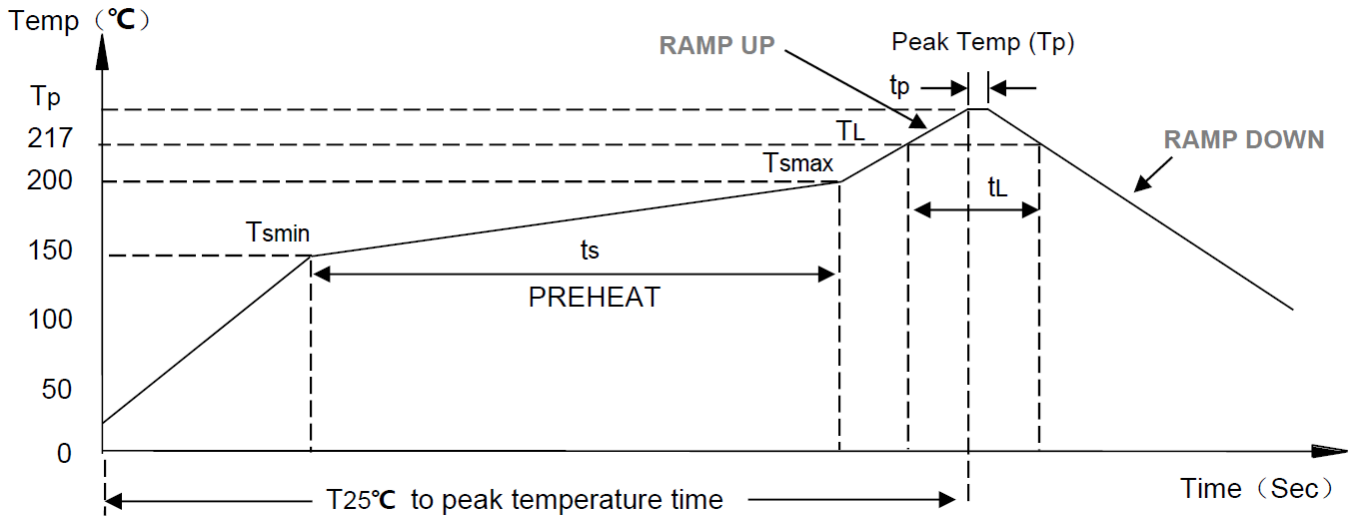 Temp（℃）
RAMP UP
Peak Temp (Tp)
tp
Tp
217
TL
RAMP DOWN
Tsmax
200
tL
Tsmin
150
ts
PREHEAT
100
50
0
T25℃ to peak temperature time
Time（Sec）